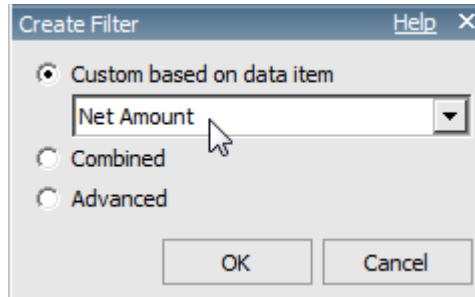 Create Filter Help X
Custom based on data item
Net Amount
Combined
Advanced
OK Cancel